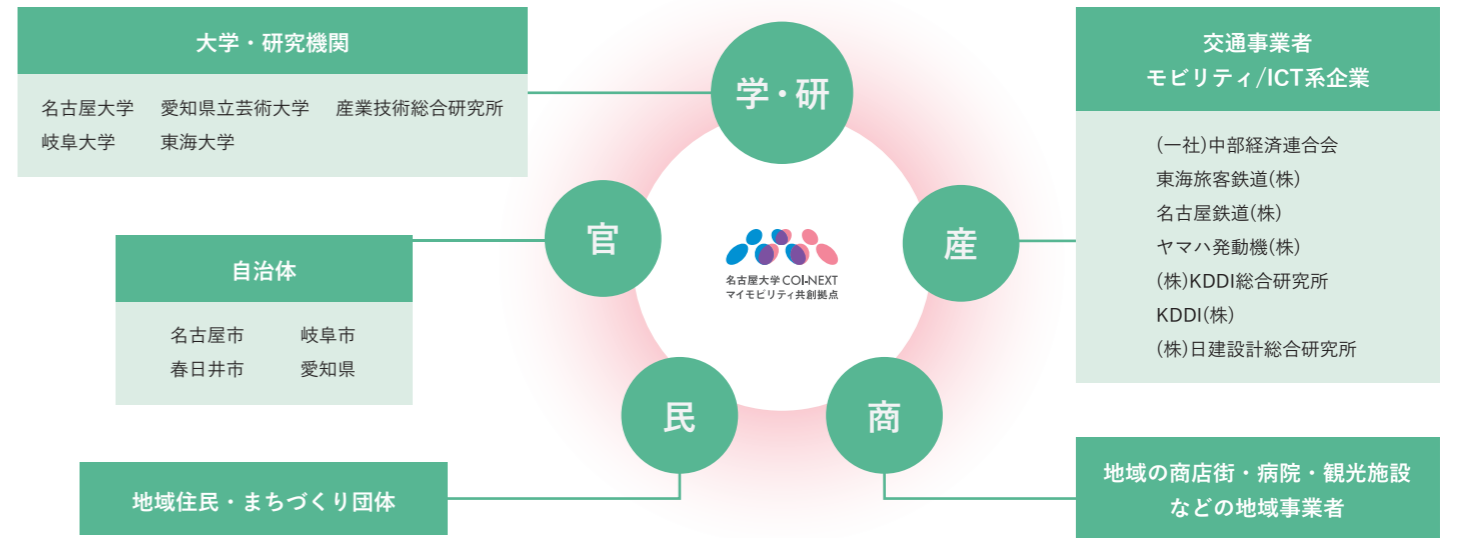 大学・研究機関
名古屋大学 愛知県立芸術大学 産業技術総合研究所
岐阜大学 東海大学
学・研
交通事業者
モビリティ/ICT系企業
(一社)中部経済連合会
東海旅客鉄道(株)
名古屋鉄道(株)
ヤマハ発動機(株)
(株)KDDI総合研究所
KDDI(株)
(株)日建設計総合研究所
官
産
自治体
名古屋市 岐阜市
春日井市 愛知県
名古屋大学 COI-NEXT
マイモビリティ共創拠点
民
商
地域住民・まちづくり団体
地域の商店街・病院・観光施設
などの地域事業者